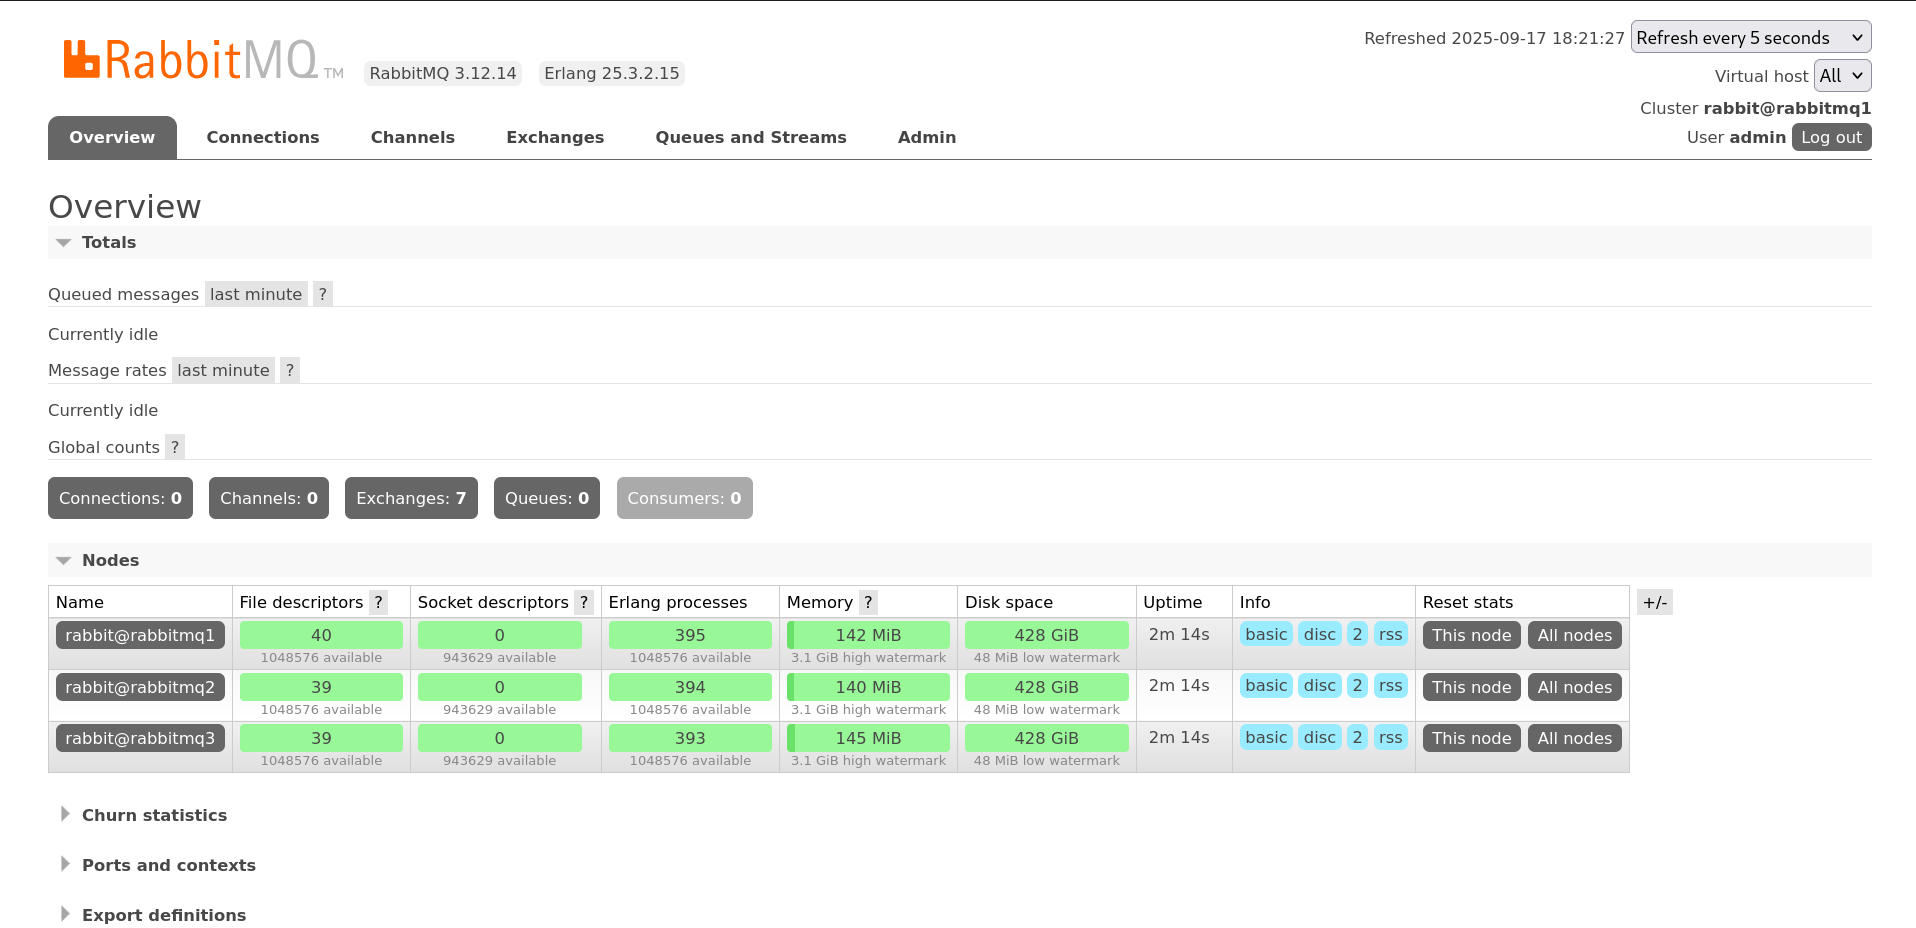 RabbitMQ TM RabbitMQ 3.12.14 Erlang 25.3.2.15
Refreshed 2025-09-17 18:21:27 Refresh every 5 seconds
Virtual host All
Cluster rabbit@rabbitmq1
User admin Log out
Overview Connections Channels Exchanges Queues and Streams Admin
Overview
Totals
Queued messages last minute ?
Currently idle
Message rates last minute ?
Currently idle
Global counts ?
Connections: 0 Channels: 0 Exchanges: 7 Queues: 0 Consumers: 0
Nodes
Name File descriptors ? Socket descriptors ? Erlang processes Memory ? Disk space Uptime Info Reset stats +/-
rabbit@rabbitmq1 40 0 395 142 MiB 428 GiB 2m 14s basic disc 2 rss This node All nodes
1048576 available 943629 available 1048576 available 3.1 GiB high watermark 48 MiB low watermark
rabbit@rabbitmq2 39 0 394 140 MiB 428 GiB 2m 14s basic disc 2 rss This node All nodes
1048576 available 943629 available 1048576 available 3.1 GiB high watermark 48 MiB low watermark
rabbit@rabbitmq3 39 0 393 145 MiB 428 GiB 2m 14s basic disc 2 rss This node All nodes
1048576 available 943629 available 1048576 available 3.1 GiB high watermark 48 MiB low watermark
Churn statistics
Ports and contexts
Export definitions